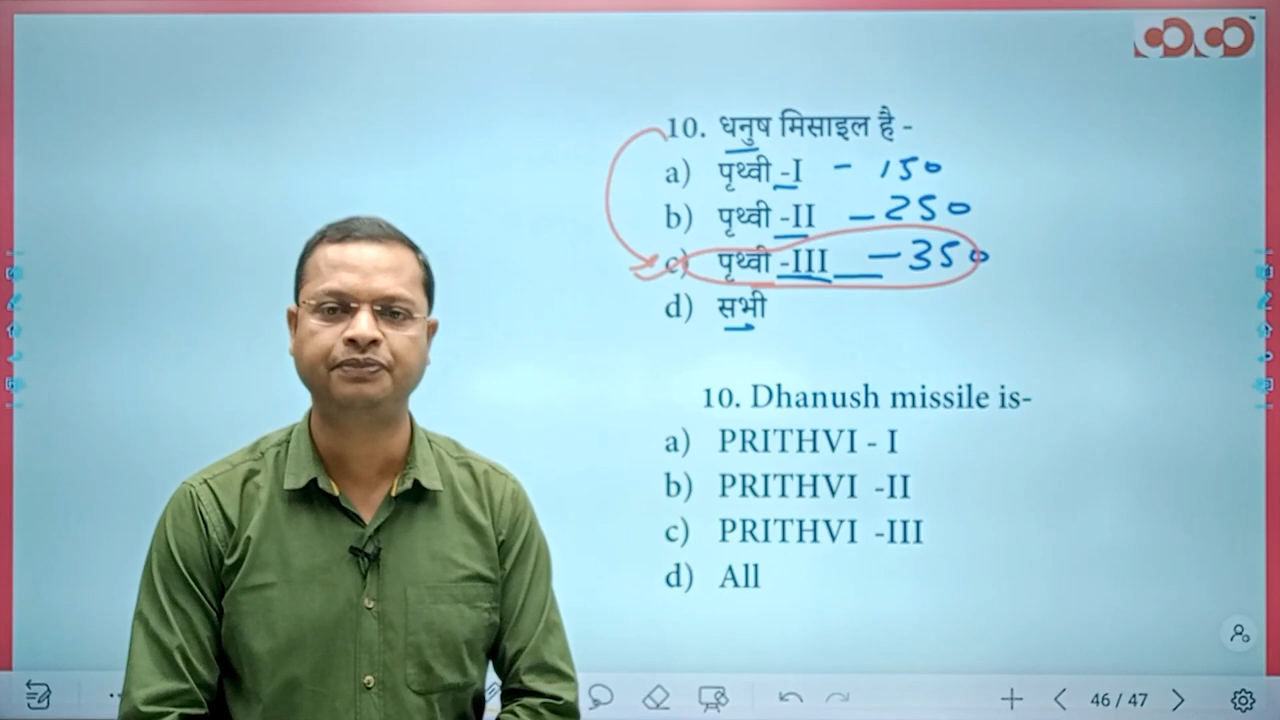 10. धनुष मिसाइल है -
a) पृथ्वी -I - 150
b) पृथ्वी -II - 250
c) पृथ्वी -III - 350
d) सभी
10. Dhanush missile is-
a) PRITHVI - I
b) PRITHVI -II
c) PRITHVI -III
d) All
46 / 47